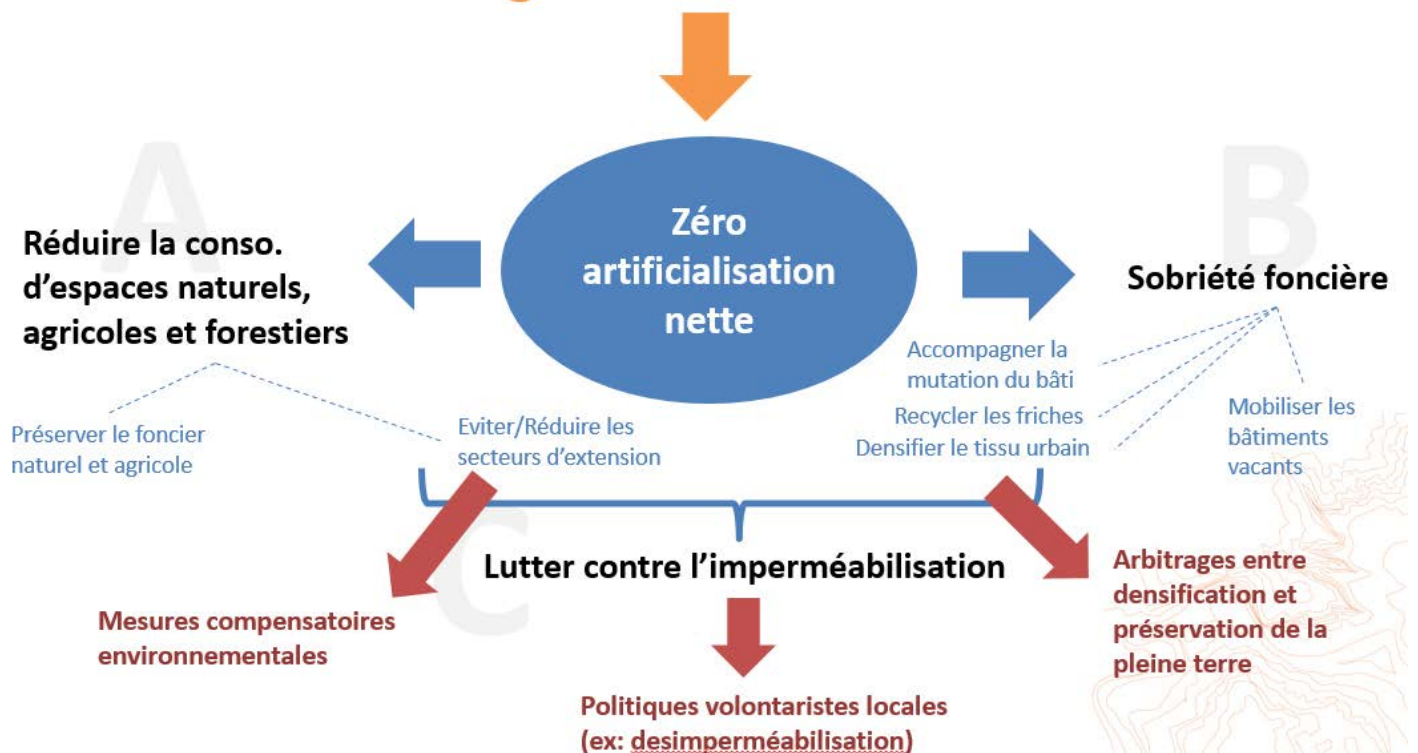 Zéro
artificialisation
nette
A
Réduire la conso.
d'espaces naturels,
agricoles et forestiers
Préserver le foncier
naturel et agricole
Eviter/Réduire les
secteurs d'extension
B
Sobriété foncière
Accompagner la
mutation du bâti
Recycler les friches
Densifier le tissu urbain
Mobiliser les
bâtiments
vacants
C
Lutter contre l'imperméabilisation
Mesures compensatoires
environnementales
Politiques volontaristes locales
(ex: desimperméabilisation)
Arbitrages entre
densification et
préservation de la
pleine terre